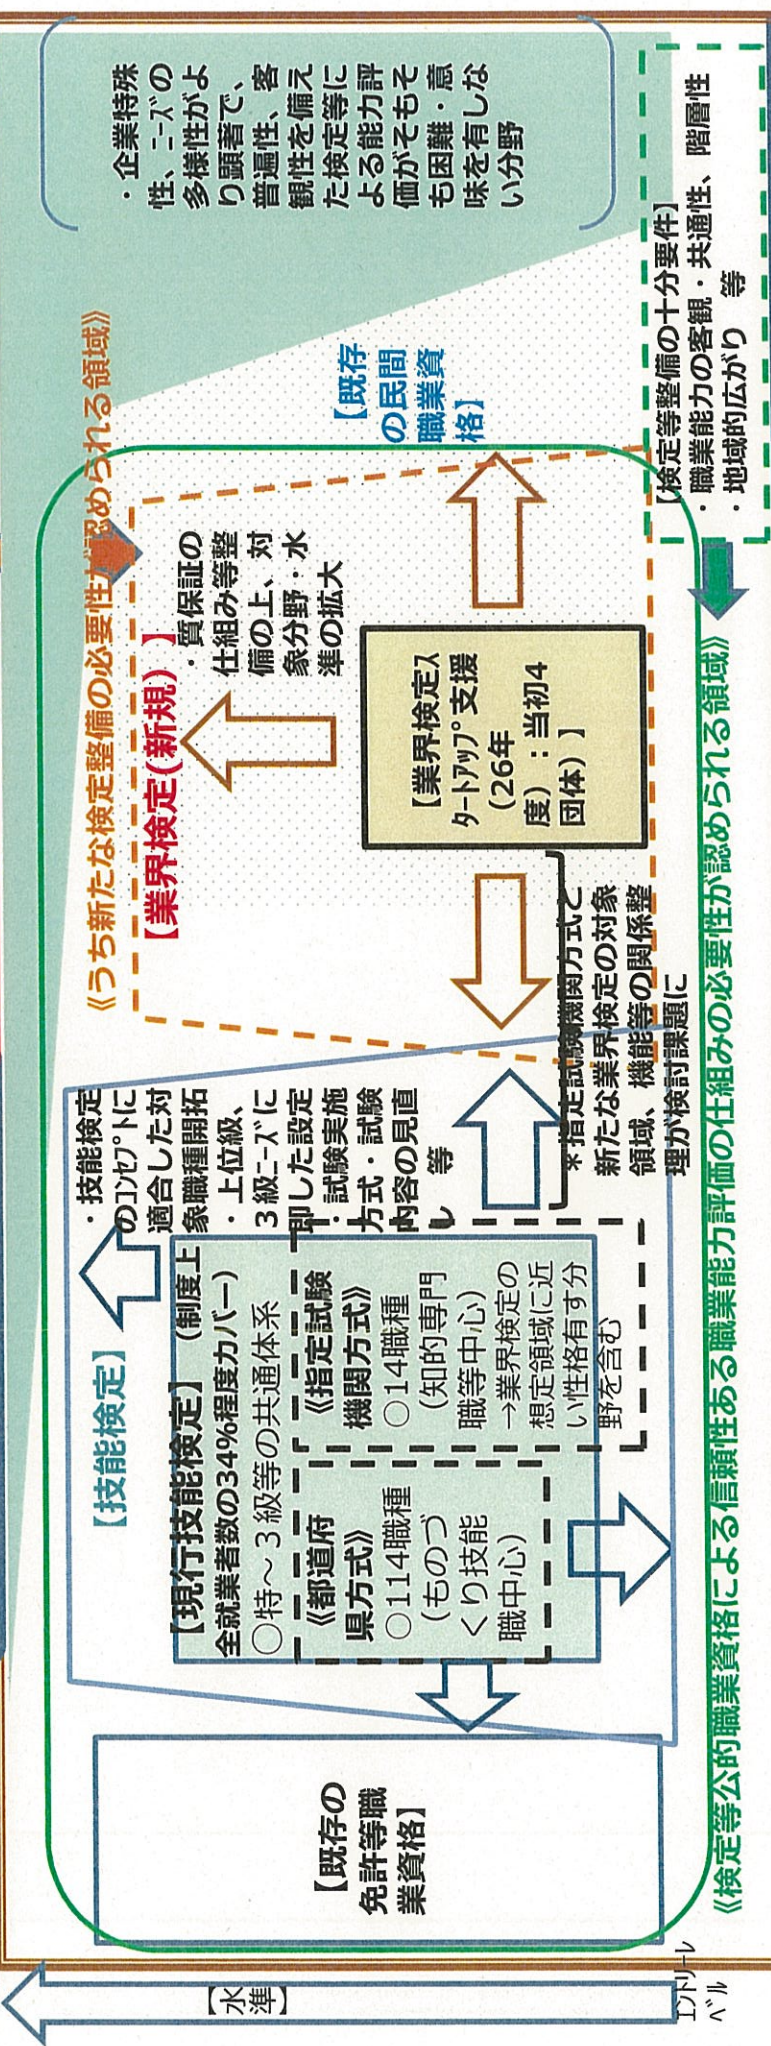 【水
準】
エントリーレ
ベル
【既存の
免許等職
業資格】
【技能検定】
・技能検定
のコンセプトに
適合した対
象職種開拓
・上位級、
３級ニーズに
即した設定
・試験実施
方式・試験
内容の見直
し　等
【現行技能検定】（制度上
全就業者数の34%程度カバー）
○特～３級等の共通体系
《都道府
県方式》
○114職種
（ものづ
くり技能
職中心）
《指定試験
機関方式》
○14職種
（知的専門
職等中心）
→業界検定の
想定領域に近
い性格有す分
野を含む
《うち新たな検定整備の必要性が認められる領域》
【業界検定(新規）】
・質保証の
仕組み等整
備の上、対
象分野・水
準の拡大
【業界検定ス
タートアップ支援
（26年
度）：当初４
団体）】
＊指定試験機関方式と
新たな業界検定の対象
領域、機能等の関係整
理が検討課題に
【既存
の民間
職業資
格】
・企業特殊
性、ニーズの
多様性がよ
り顕著で、
普遍性、客
観性を備え
た検定等に
よる能力評
価がそもそ
も困難・意
味を有しな
い分野
【検定等整備の十分要件】
・職業能力の客観・共通性、階層性
・地域的広がり　等
《検定等公的職業資格による信頼性ある職業能力評価の仕組みの必要性が認められる領域》